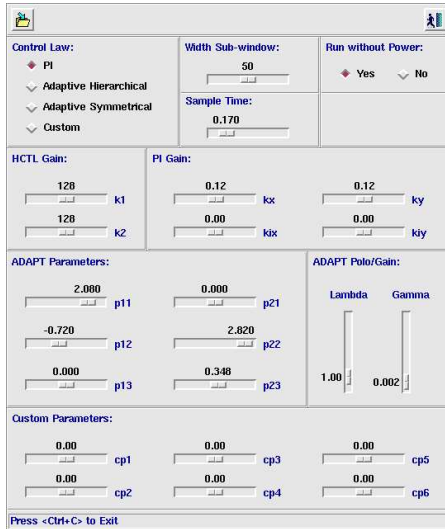 Control Law:
PI
Adaptive Hierarchical
Adaptive Symmetrical
Custom
Width Sub-window:
50
Sample Time:
0.170
Run without Power:
Yes No
HCTL Gain:
128
k1
128
k2
PI Gain:
0.12 0.12
kx ky
0.00 0.00
kix kiy
ADAPT Parameters:
2.080 0.000
p11 p21
-0.720 2.820
p12 p22
0.000 0.348
p13 p23
ADAPT Polo/Gain:
Lambda Gamma
1.00 0.002
Custom Parameters:
0.00 0.00 0.00
cp1 cp3 cp5
0.00 0.00 0.00
cp2 cp4 cp6
Press <Ctrl+C> to Exit